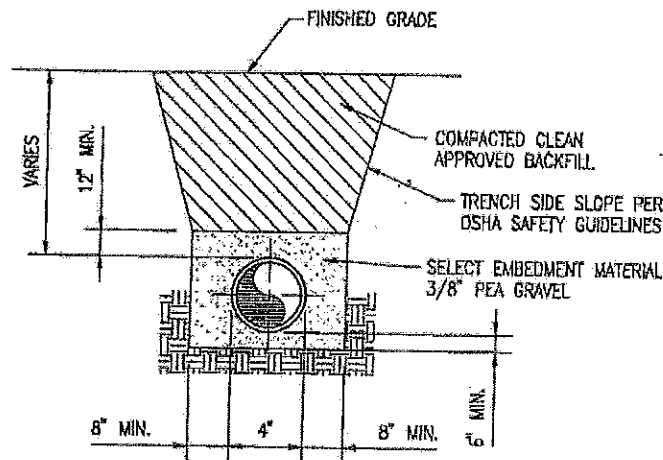 FINISHED GRADE
VARIES
12" MIN.
COMPACTED CLEAN
APPROVED BACKFILL
TRENCH SIDE SLOPE PER
OSHA SAFETY GUIDELINES
SELECT EMBEDMENT MATERIAL
3/8" PEA GRAVEL
8" MIN.
4"
8" MIN.
MIN.